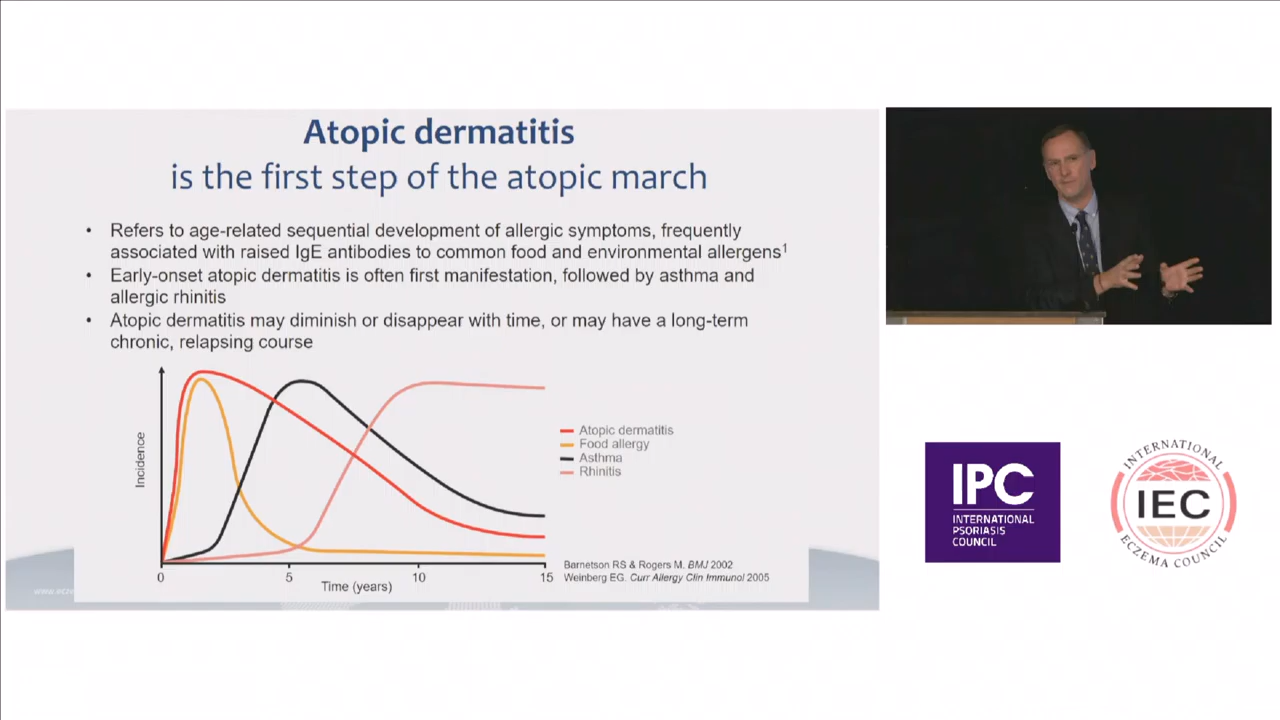 Atopic dermatitis
is the first step of the atopic march
• Refers to age-related sequential development of allergic symptoms, frequently
associated with raised IgE antibodies to common food and environmental allergens¹
• Early-onset atopic dermatitis is often first manifestation, followed by asthma and
allergic rhinitis
• Atopic dermatitis may diminish or disappear with time, or may have a long-term
chronic, relapsing course
Incidence
Atopic dermatitis
Food allergy
Asthma
Rhinitis
0
5
10
15
Time (years)
Barnetson RS & Rogers M. BMJ 2002
Weinberg EG. Curr Allergy Clin Immunol 2005
IPC
INTERNATIONAL
PSORIASIS
COUNCIL
INTERNATIONAL
IEC
ECZEMA COUNCIL